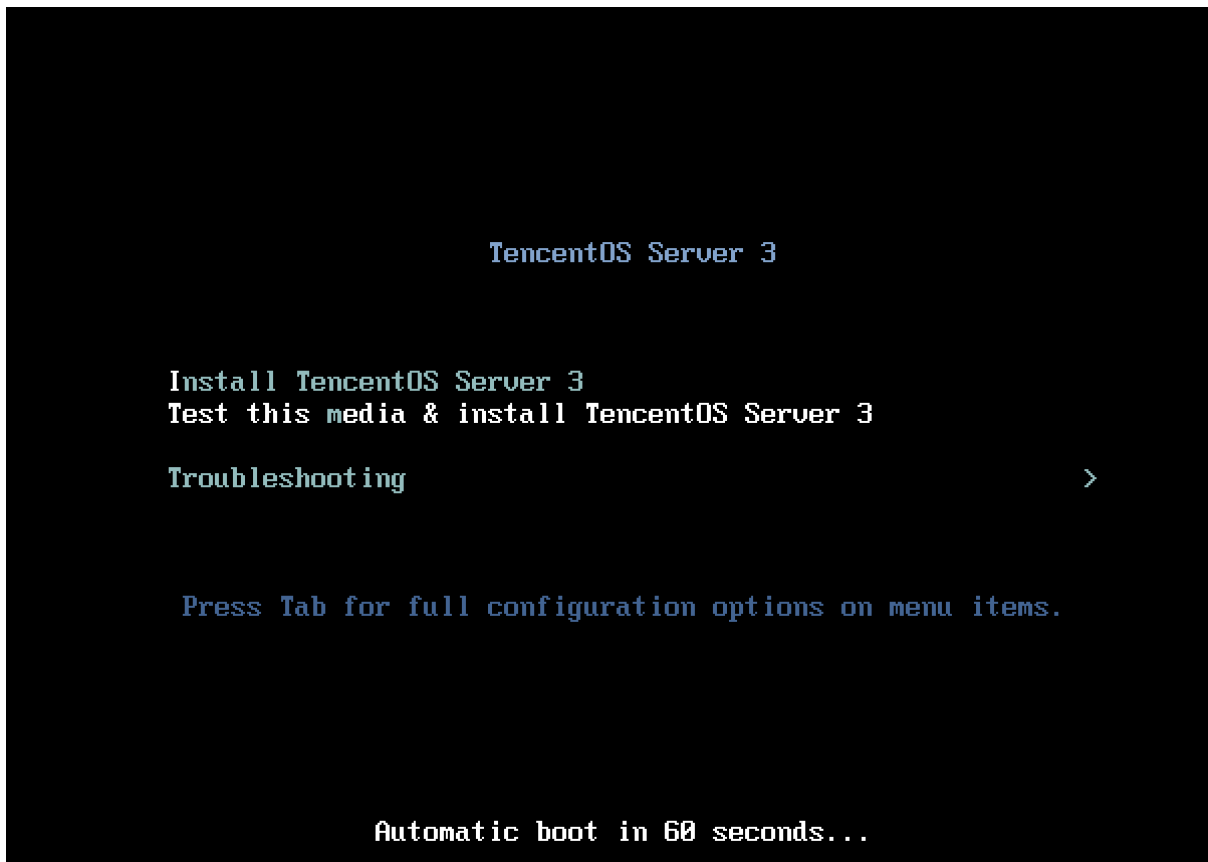 TencentOS Server 3
Install TencentOS Server 3
Test this media & install TencentOS Server 3
Troubleshooting >
Press Tab for full configuration options on menu items.
Automatic boot in 60 seconds...